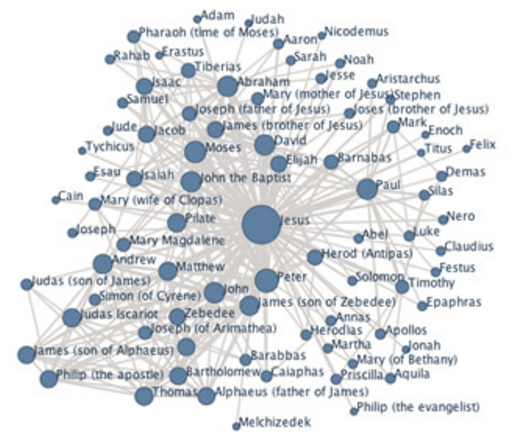 Adam
Judah
Pharaoh (time of Moses)
Aaron
Nicodemus
Rahab
Erastus
Sarah
Noah
Tiberias
Jesse
Isaac
Abraham
Aristarchus
Samuel
Mary (mother of Jesus)
Stephen
Joseph (father of Jesus)
Joses (brother of Jesus)
Jude
Jacob
James (brother of Jesus)
Mark
Enoch
David
Tychicus
Moses
Titus
Felix
Elijah
Barnabas
Esau
Isaiah
John the Baptist
Demas
Paul
Silas
Cain
Mary (wife of Clopas)
Pilate
Jesus
Nero
Joseph
Abel
Luke
Mary Magdalene
Claudius
Andrew
Matthew
Herod (Antipas)
Festus
Judas (son of James)
Peter
Solomon
Timothy
Simon (of Cyrene)
John
James (son of Zebedee)
Epaphras
Judas Iscariot
Zebedee
Annas
Joseph (of Arimathea)
Herodias
Apollos
James (son of Alphaeus)
Martha
Jonah
Barabbas
Mary (of Bethany)
Philip (the apostle)
Bartholomew
Caiaphas
Priscilla
Aquila
Thomas
Alphaeus (father of James)
Philip (the evangelist)
Melchizedek